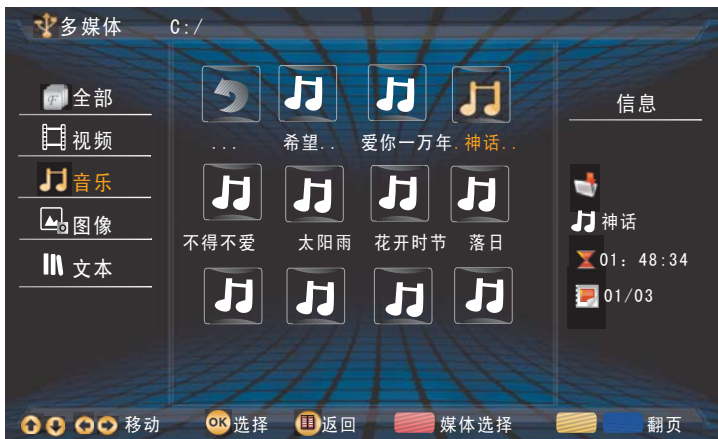 多媒体 C:/
全部
视频
音乐
图像
文本
...
希望..
爱你一万年.
神话..
不得不爱
太阳雨
花开时节
落日
信息
神话
01: 48:34
01/03
移动
OK 选择
返回
媒体选择
翻页